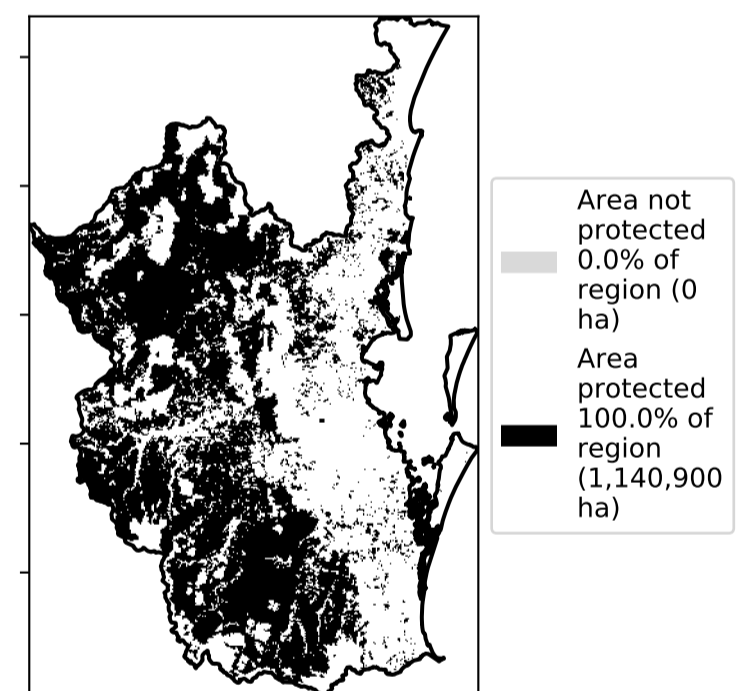 Area not
protected
0.0% of
region (0
ha)
Area
protected
100.0% of
region
(1,140,900
ha)